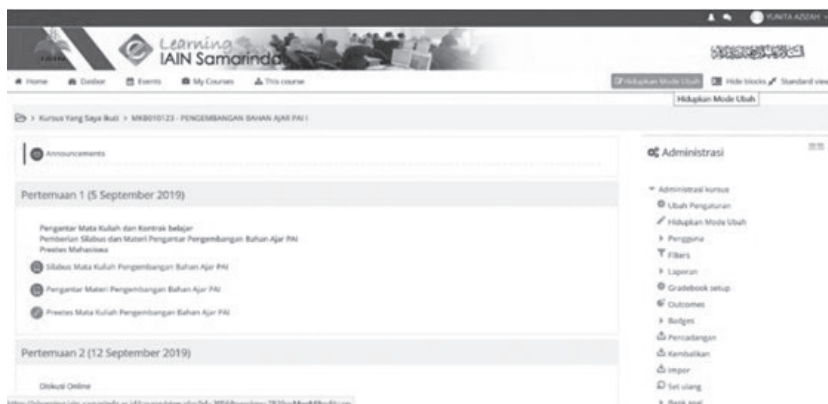 YUNITA AZIZAH
Learning
IAIN Samarinda
Home Dasbor Events My Courses This course
Hidupkan Mode Ubah Hide blocks Standard view
Hidupkan Mode Ubah
Kursus Yang Saya Ikuti > MKB010123 - PENGEMBANGAN BAHAN AJAR PAI I
Announcements
Pertemuan 1 (5 September 2019)
Pengantar Mata Kuliah dan Kontrak belajar
Pemberian Silabus dan Materi Pengantar Pengembangan Bahan Ajar PAI
Preetes Mahasiswa
Silabus Mata Kuliah Pengembangan Bahan Ajar PAI
Pengantar Materi Pengembangan Bahan Ajar PAI
Preetes Mata Kuliah Pengembangan Bahan Ajar PAI
Pertemuan 2 (12 September 2019)
Diskusi Online
Administrasi
Administrasi kursus
Ubah Pengaturan
Hidupkan Mode Ubah
Pengguna
Filters
Laporan
Gradebook setup
Outcomes
Badges
Pencadangan
Kembalikan
Impor
Set ulang
Bank soal